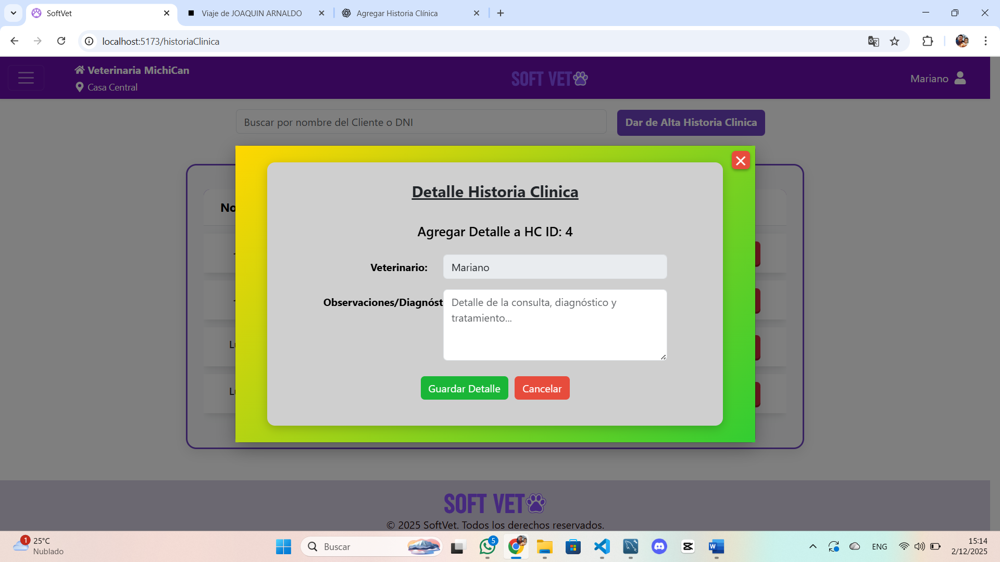 SoftVet
Viaje de JOAQUIN ARNALDO
Agregar Historia Clínica
localhost:5173/historiaClinica
Veterinaria MichiCan
Casa Central
SOFT VET
Mariano
Buscar por nombre del Cliente o DNI
Dar de Alta Historia Clinica
No
Detalle Historia Clinica
Agregar Detalle a HC ID: 4
Veterinario:
Mariano
Observaciones/Diagnóst
Detalle de la consulta, diagnóstico y
tratamiento...
Guardar Detalle
Cancelar
SOFT VET
© 2025 SoftVet. Todos los derechos reservados.
1
25°C
Nublado
Buscar
5
ENG
15:14
2/12/2025